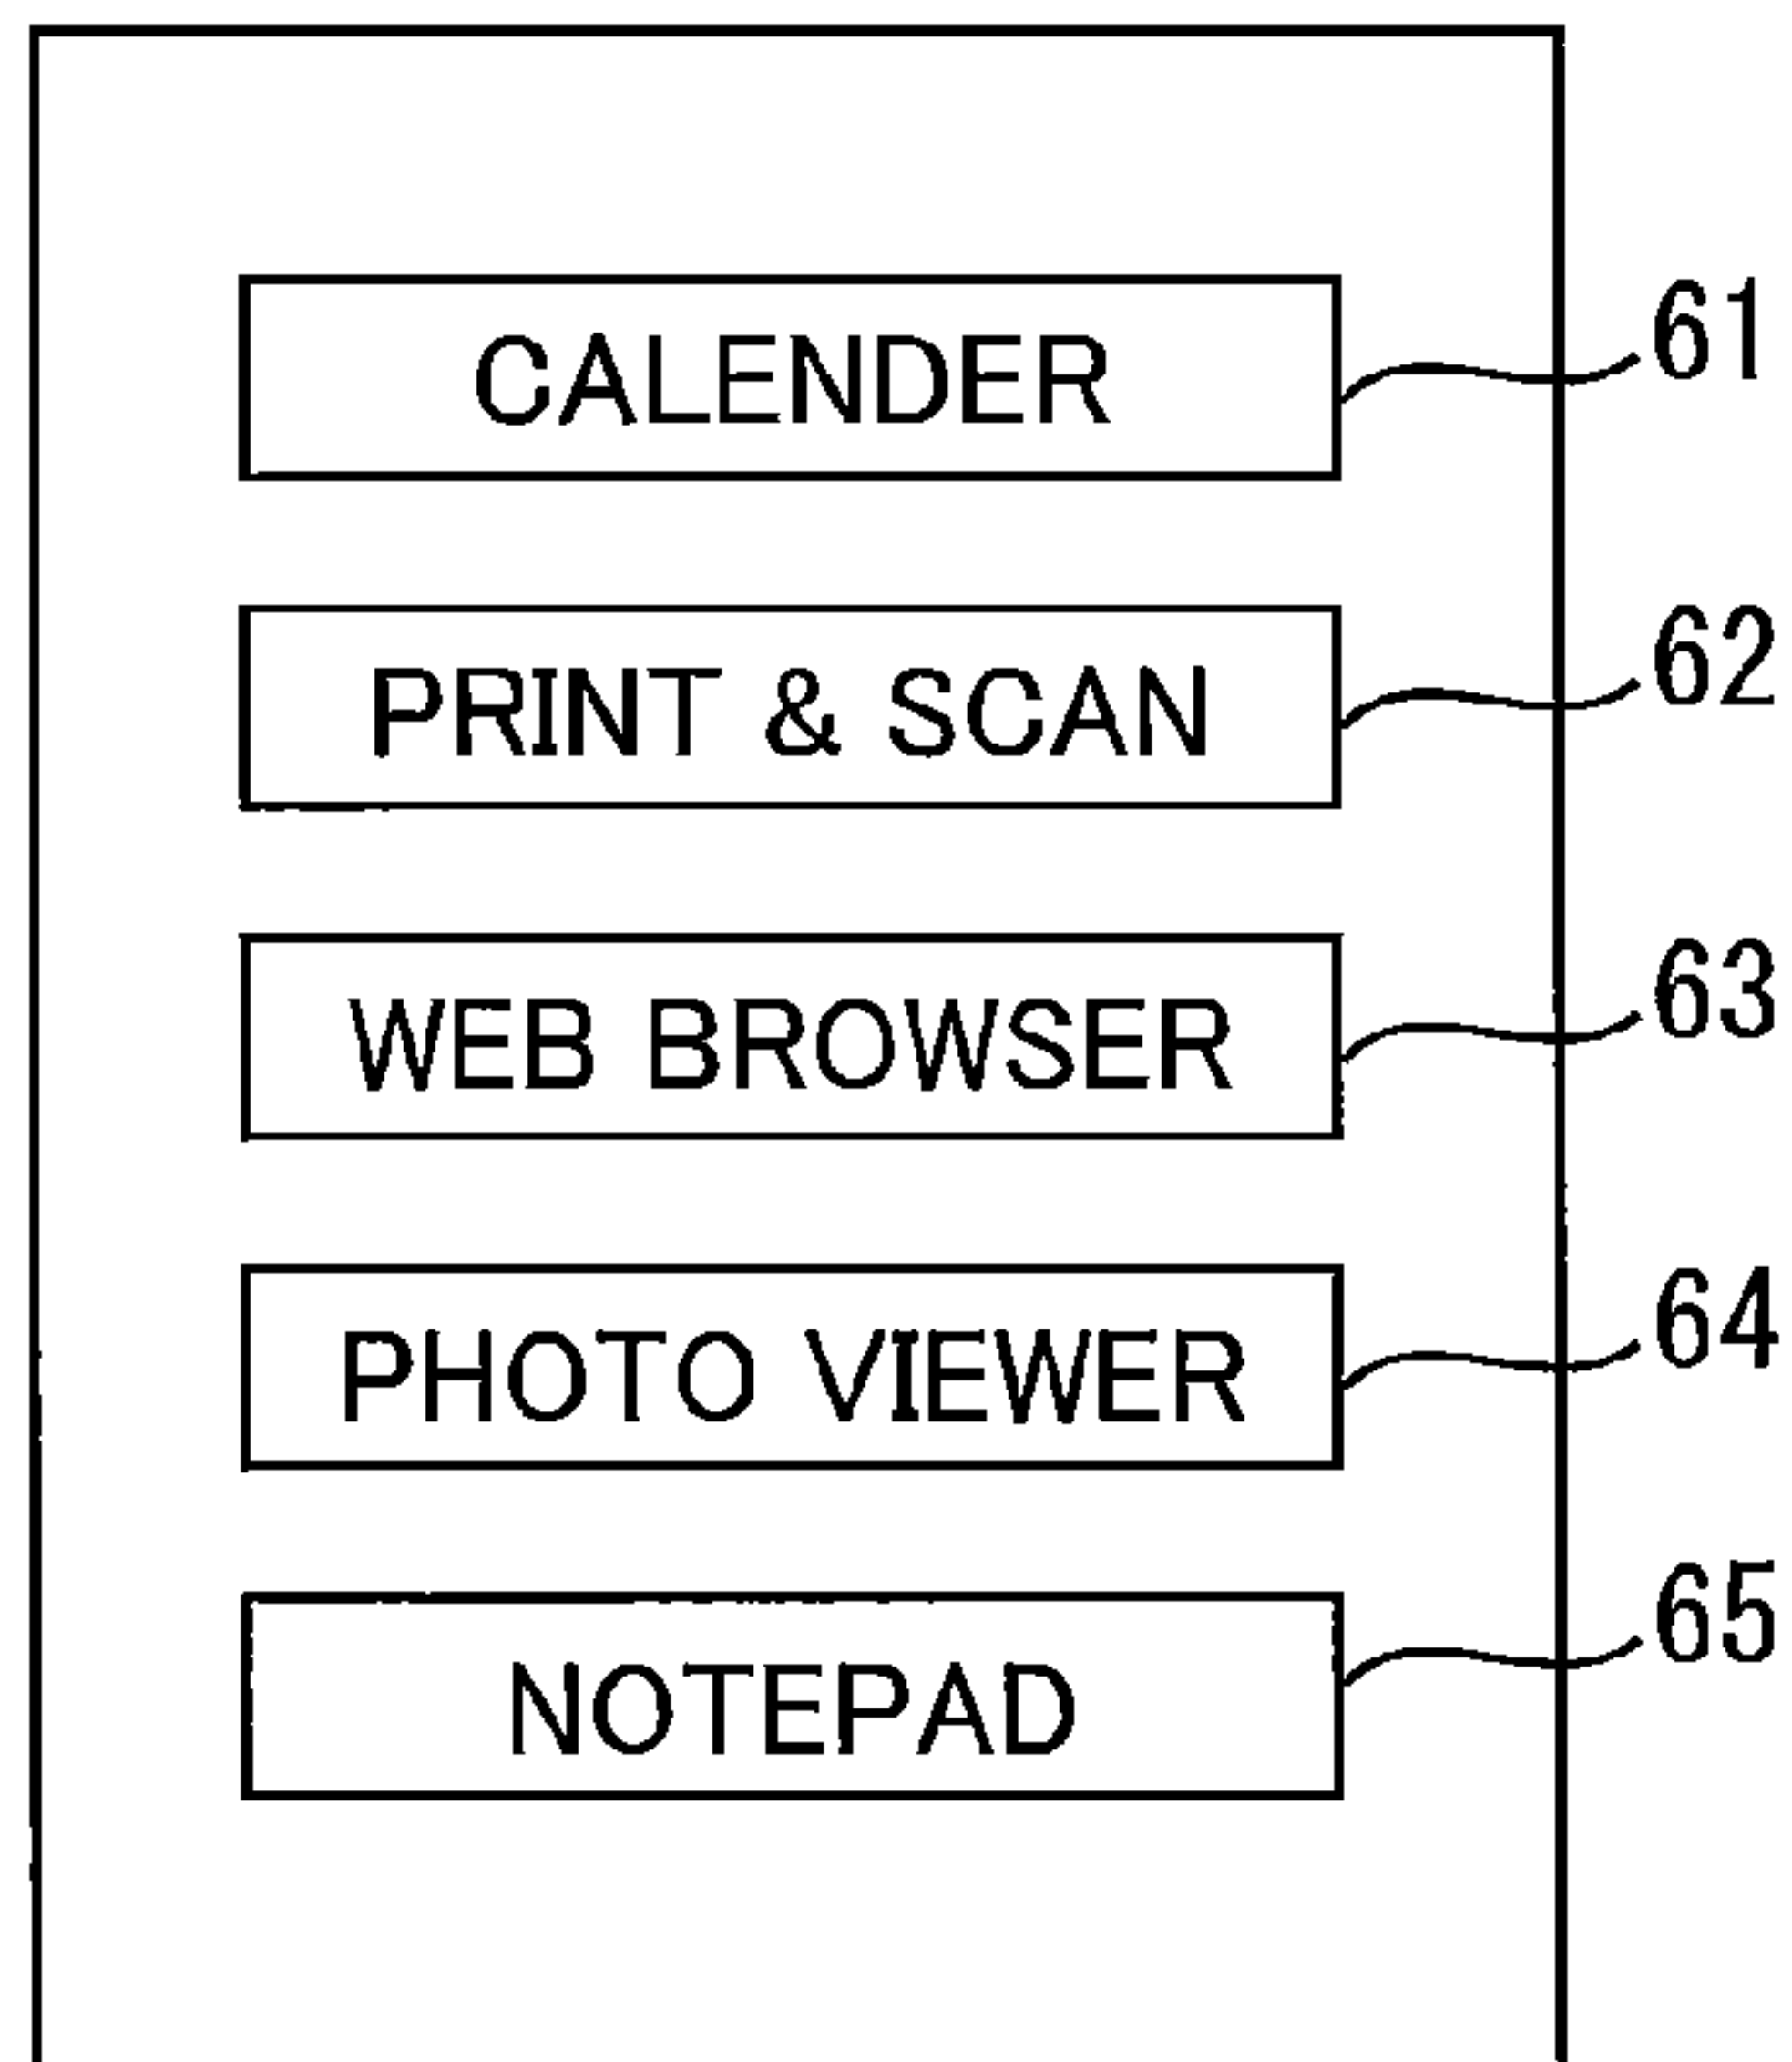 CALENDER 61
PRINT & SCAN 62
WEB BROWSER 63
PHOTO VIEWER 64
NOTEPAD 65